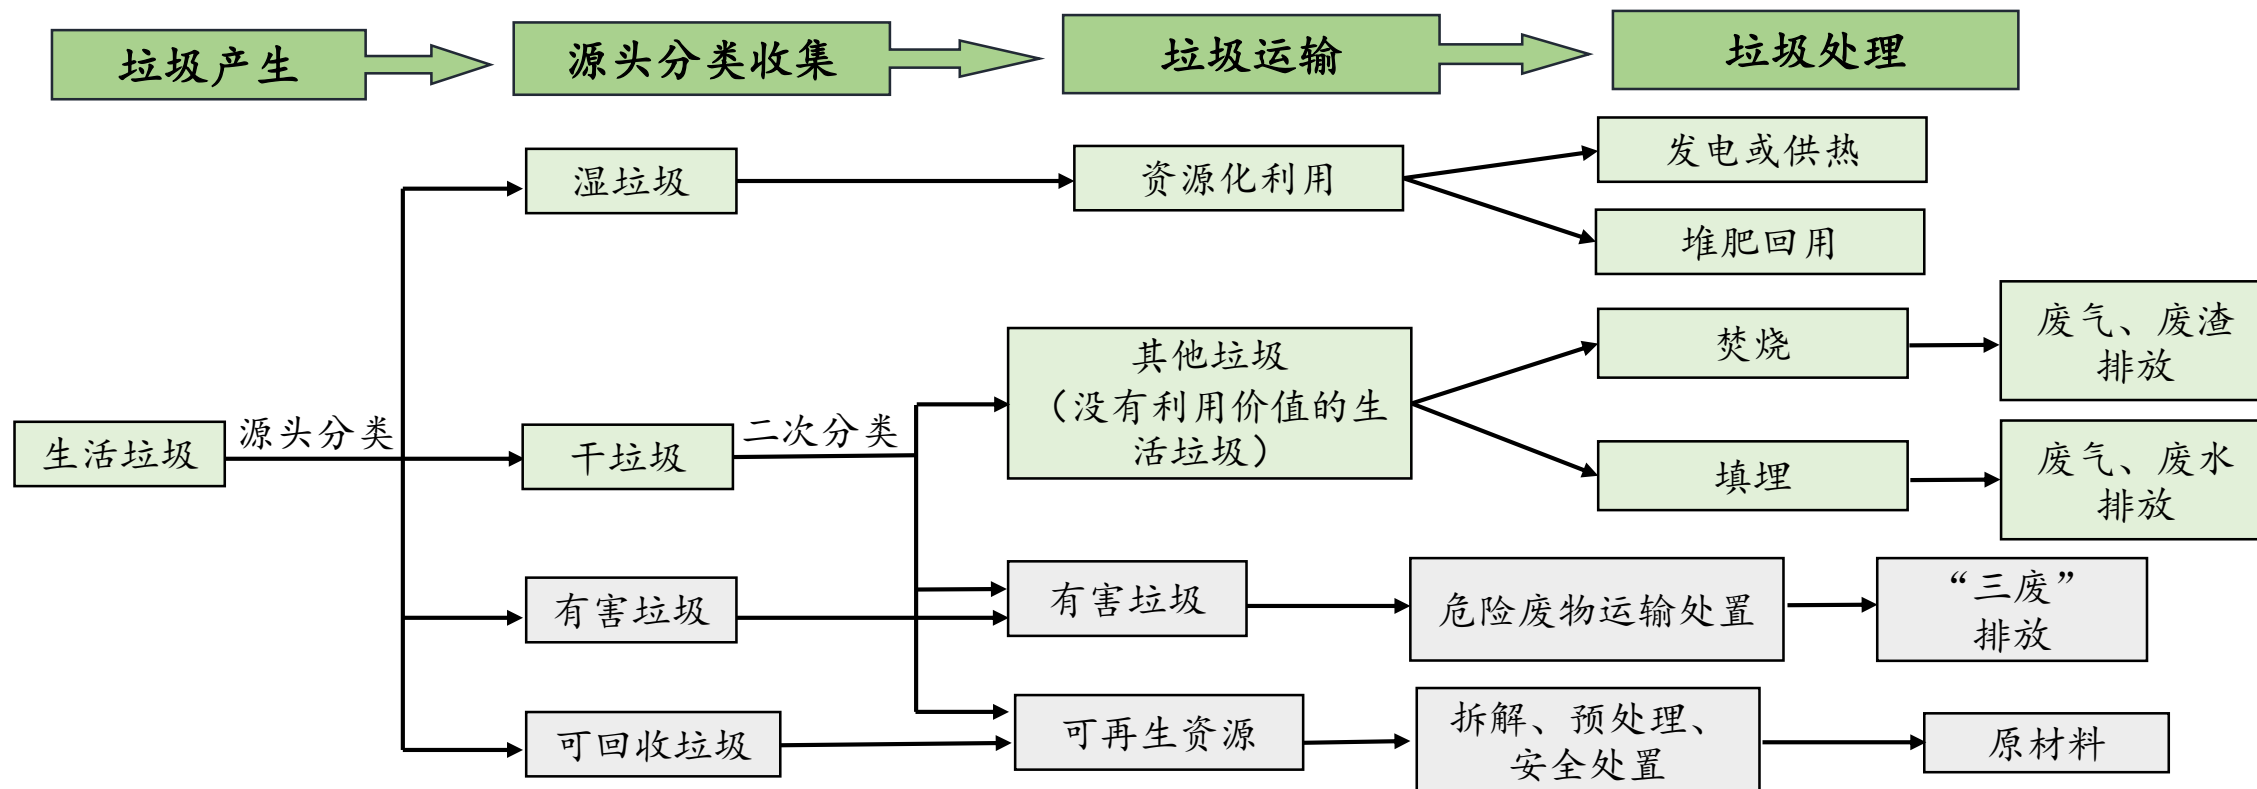 垃圾产生
源头分类收集
垃圾运输
垃圾处理
湿垃圾
资源化利用
发电或供热
堆肥回用
生活垃圾
源头分类
干垃圾
二次分类
其他垃圾
（没有利用价值的生
活垃圾）
焚烧
废气、废渣
排放
填埋
废气、废水
排放
有害垃圾
有害垃圾
危险废物运输处置
“三废”
排放
可回收垃圾
可再生资源
拆解、预处理、
安全处置
原材料